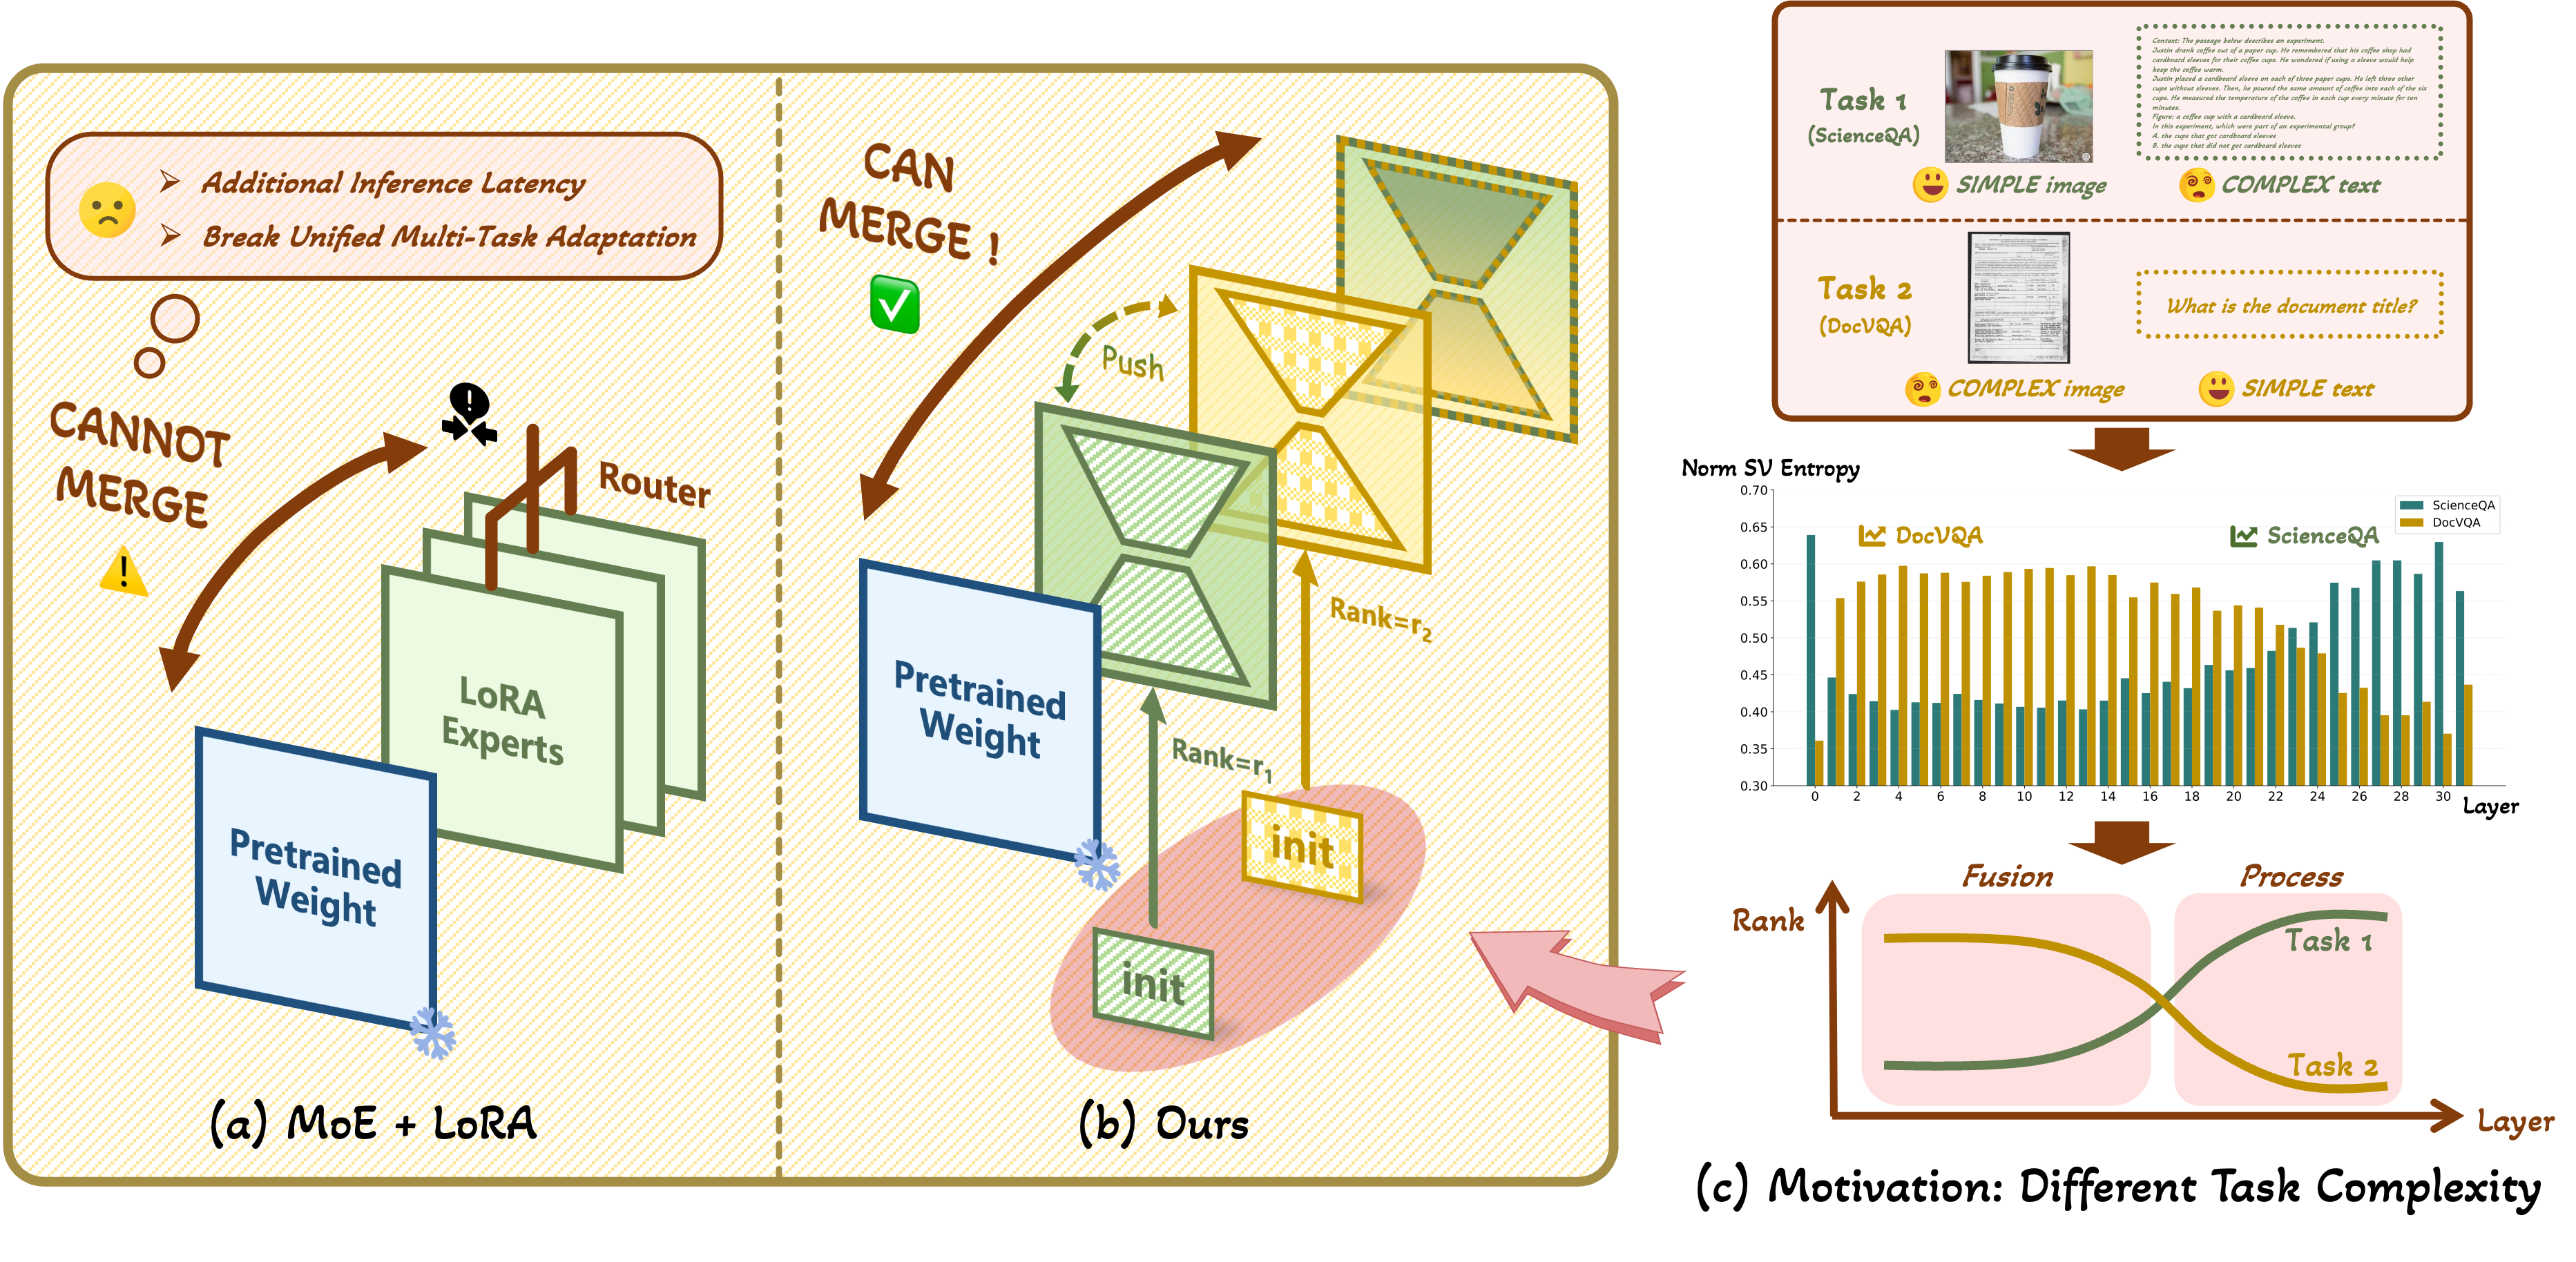 Additional Inference Latency
Break Unified Multi-Task Adaptation
CANNOT
MERGE
Router
LoRA
Experts
Pretrained
Weight
(a) MoE + LoRA
CAN
MERGE !
Push
Pretrained
Weight
Rank=r₂
Rank=r₁
init
init
(b) Ours
Task 1
(ScienceQA)
Context: The passage below describes an experiment.
Justin drank coffee out of a paper cup. He remembered that his coffee shop had
cardboard sleeves for their coffee cups. He wondered if using a sleeve would help
keep the coffee warm.
Justin placed a cardboard sleeve on each of three paper cups. He left three other
cups without sleeves. Then, he poured the same amount of coffee into each of the six
cups. He measured the temperature of the coffee in each cup every minute for ten
minutes.
Figure: a coffee cup with a cardboard sleeve.
In this experiment, which were part of an experimental group?
A. the cups that got cardboard sleeves
B. the cups that did not get cardboard sleeves
SIMPLE image
COMPLEX text
Task 2
(DocVQA)
What is the document title?
COMPLEX image
SIMPLE text
Norm SV Entropy
0.70
0.65
0.60
0.55
0.50
0.45
0.40
0.35
0.30
DocVQA
ScienceQA
ScienceQA
DocVQA
0 2 4 6 8 10 12 14 16 18 20 22 24 26 28 30
Layer
Fusion
Process
Rank
Task 1
Task 2
Layer
(c) Motivation: Different Task Complexity